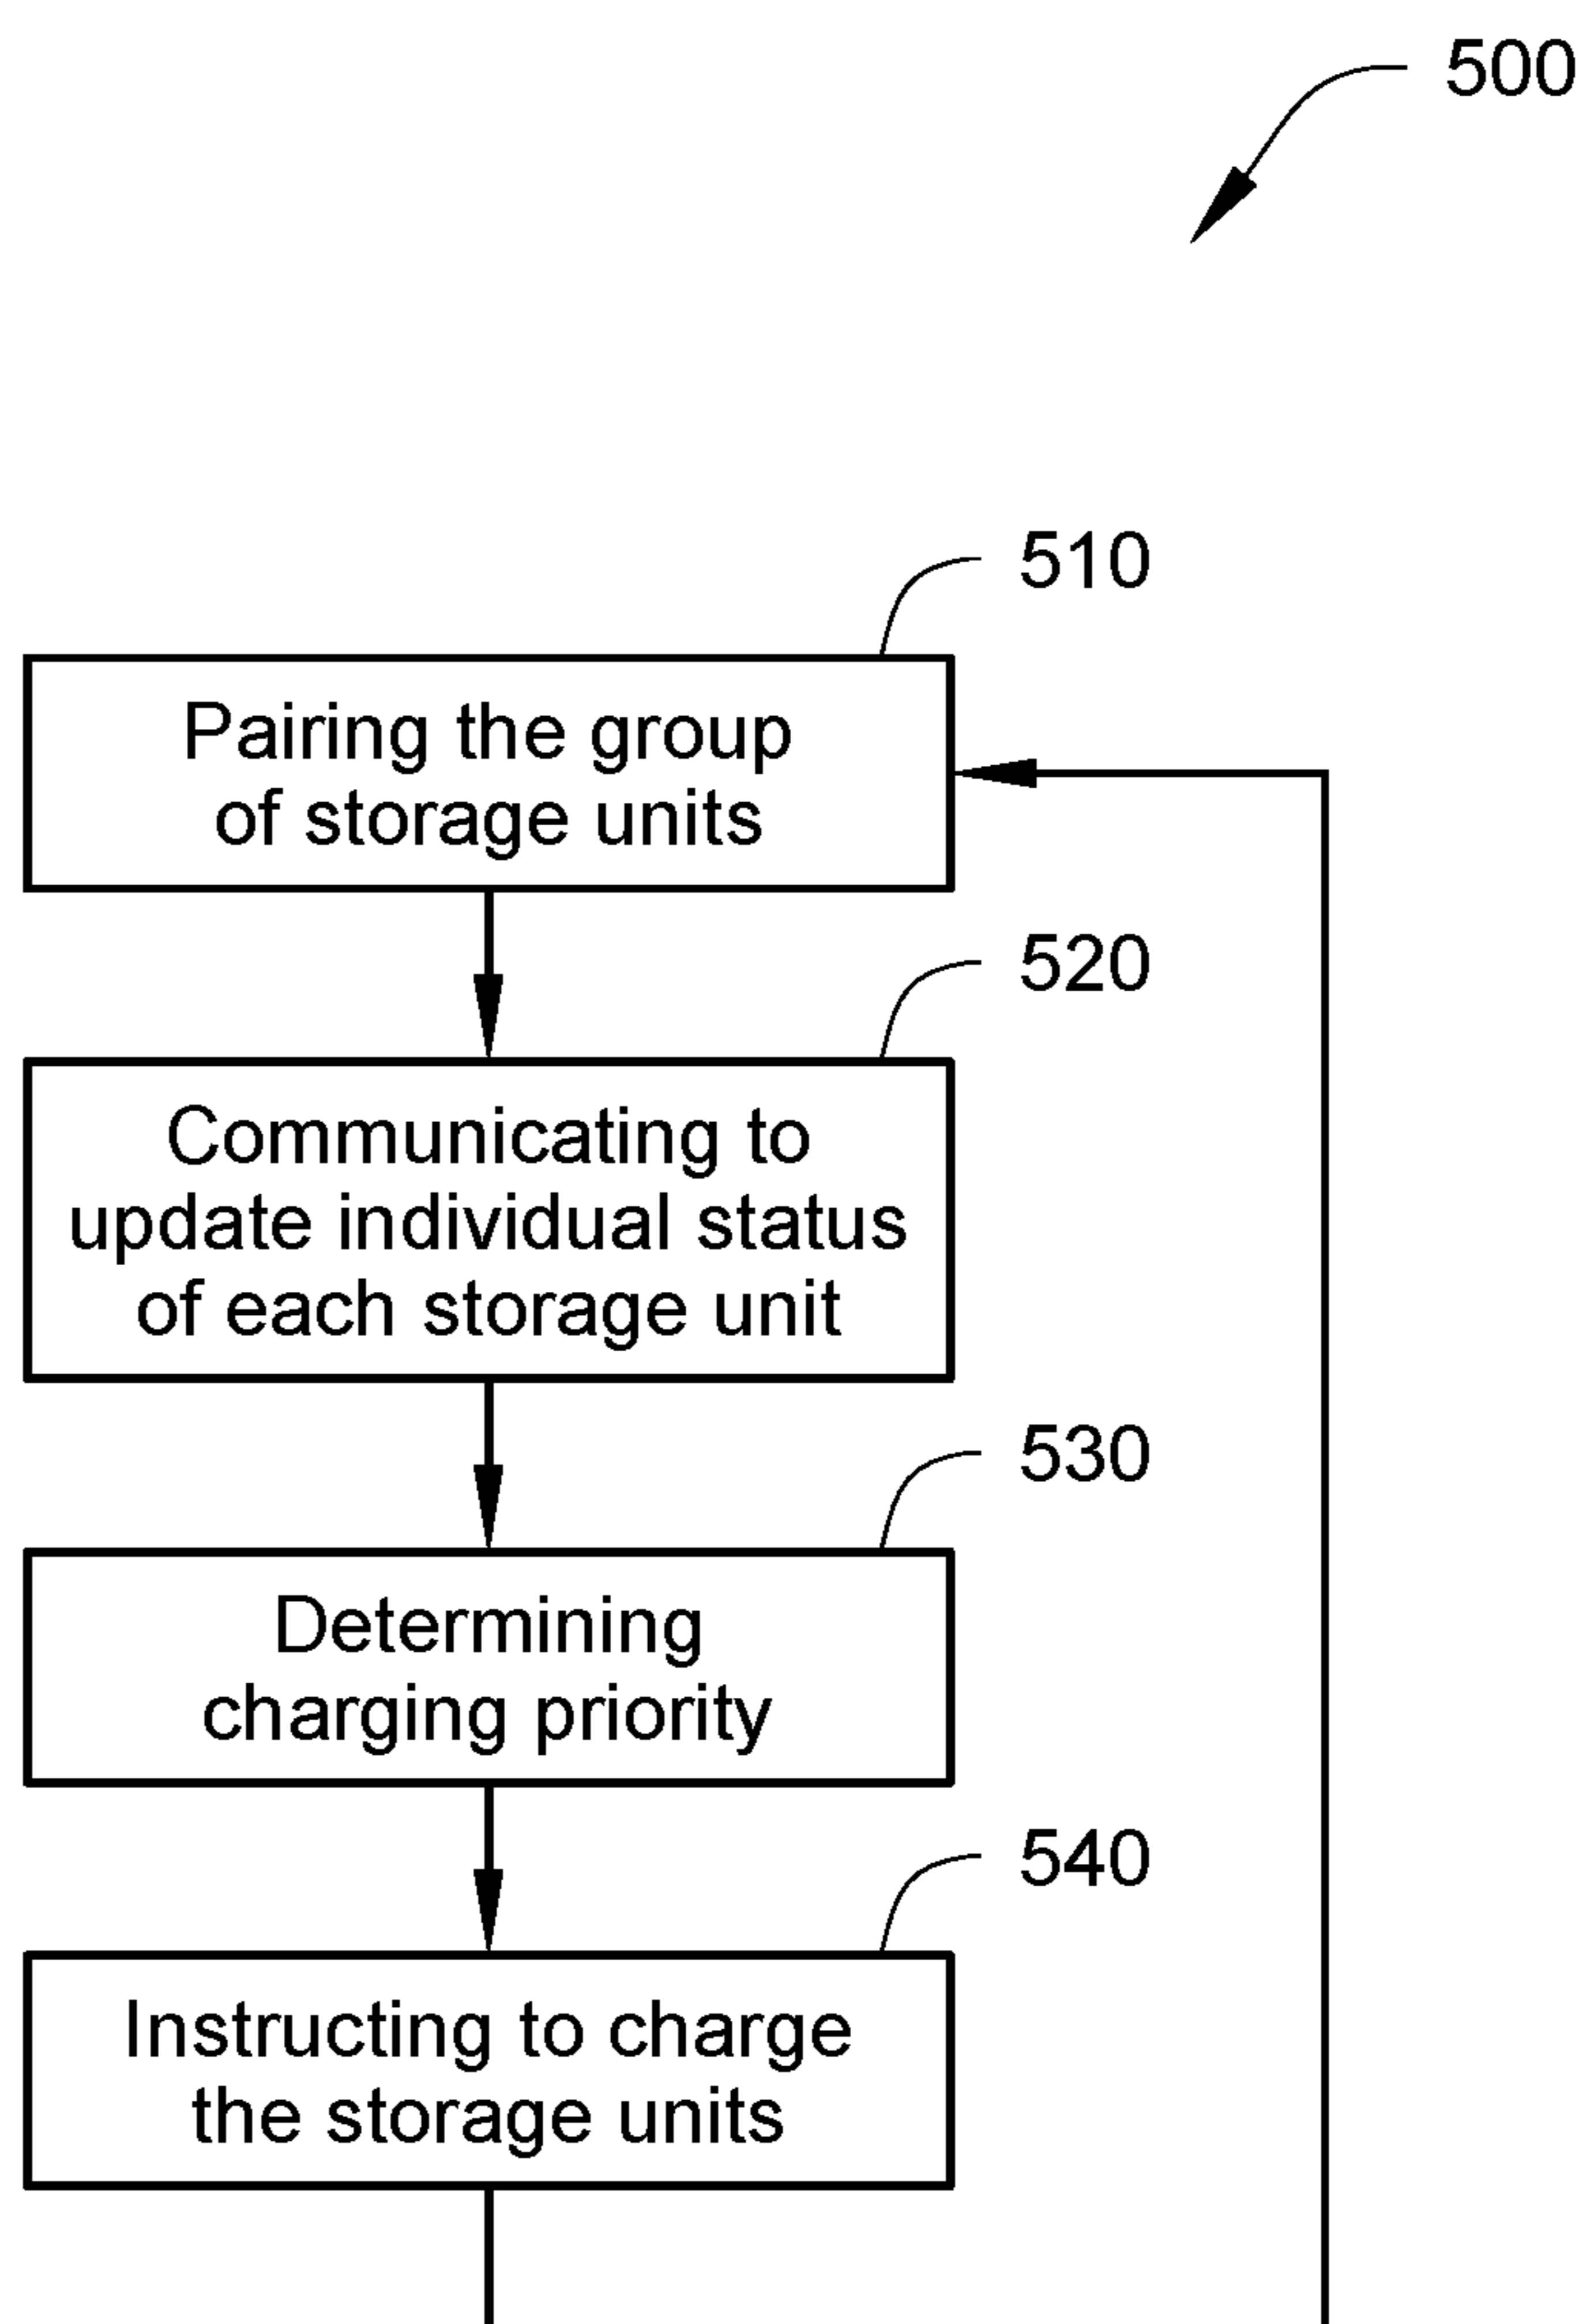 500
510
Pairing the group
of storage units
520
Communicating to
update individual status
of each storage unit
530
Determining
charging priority
540
Instructing to charge
the storage units